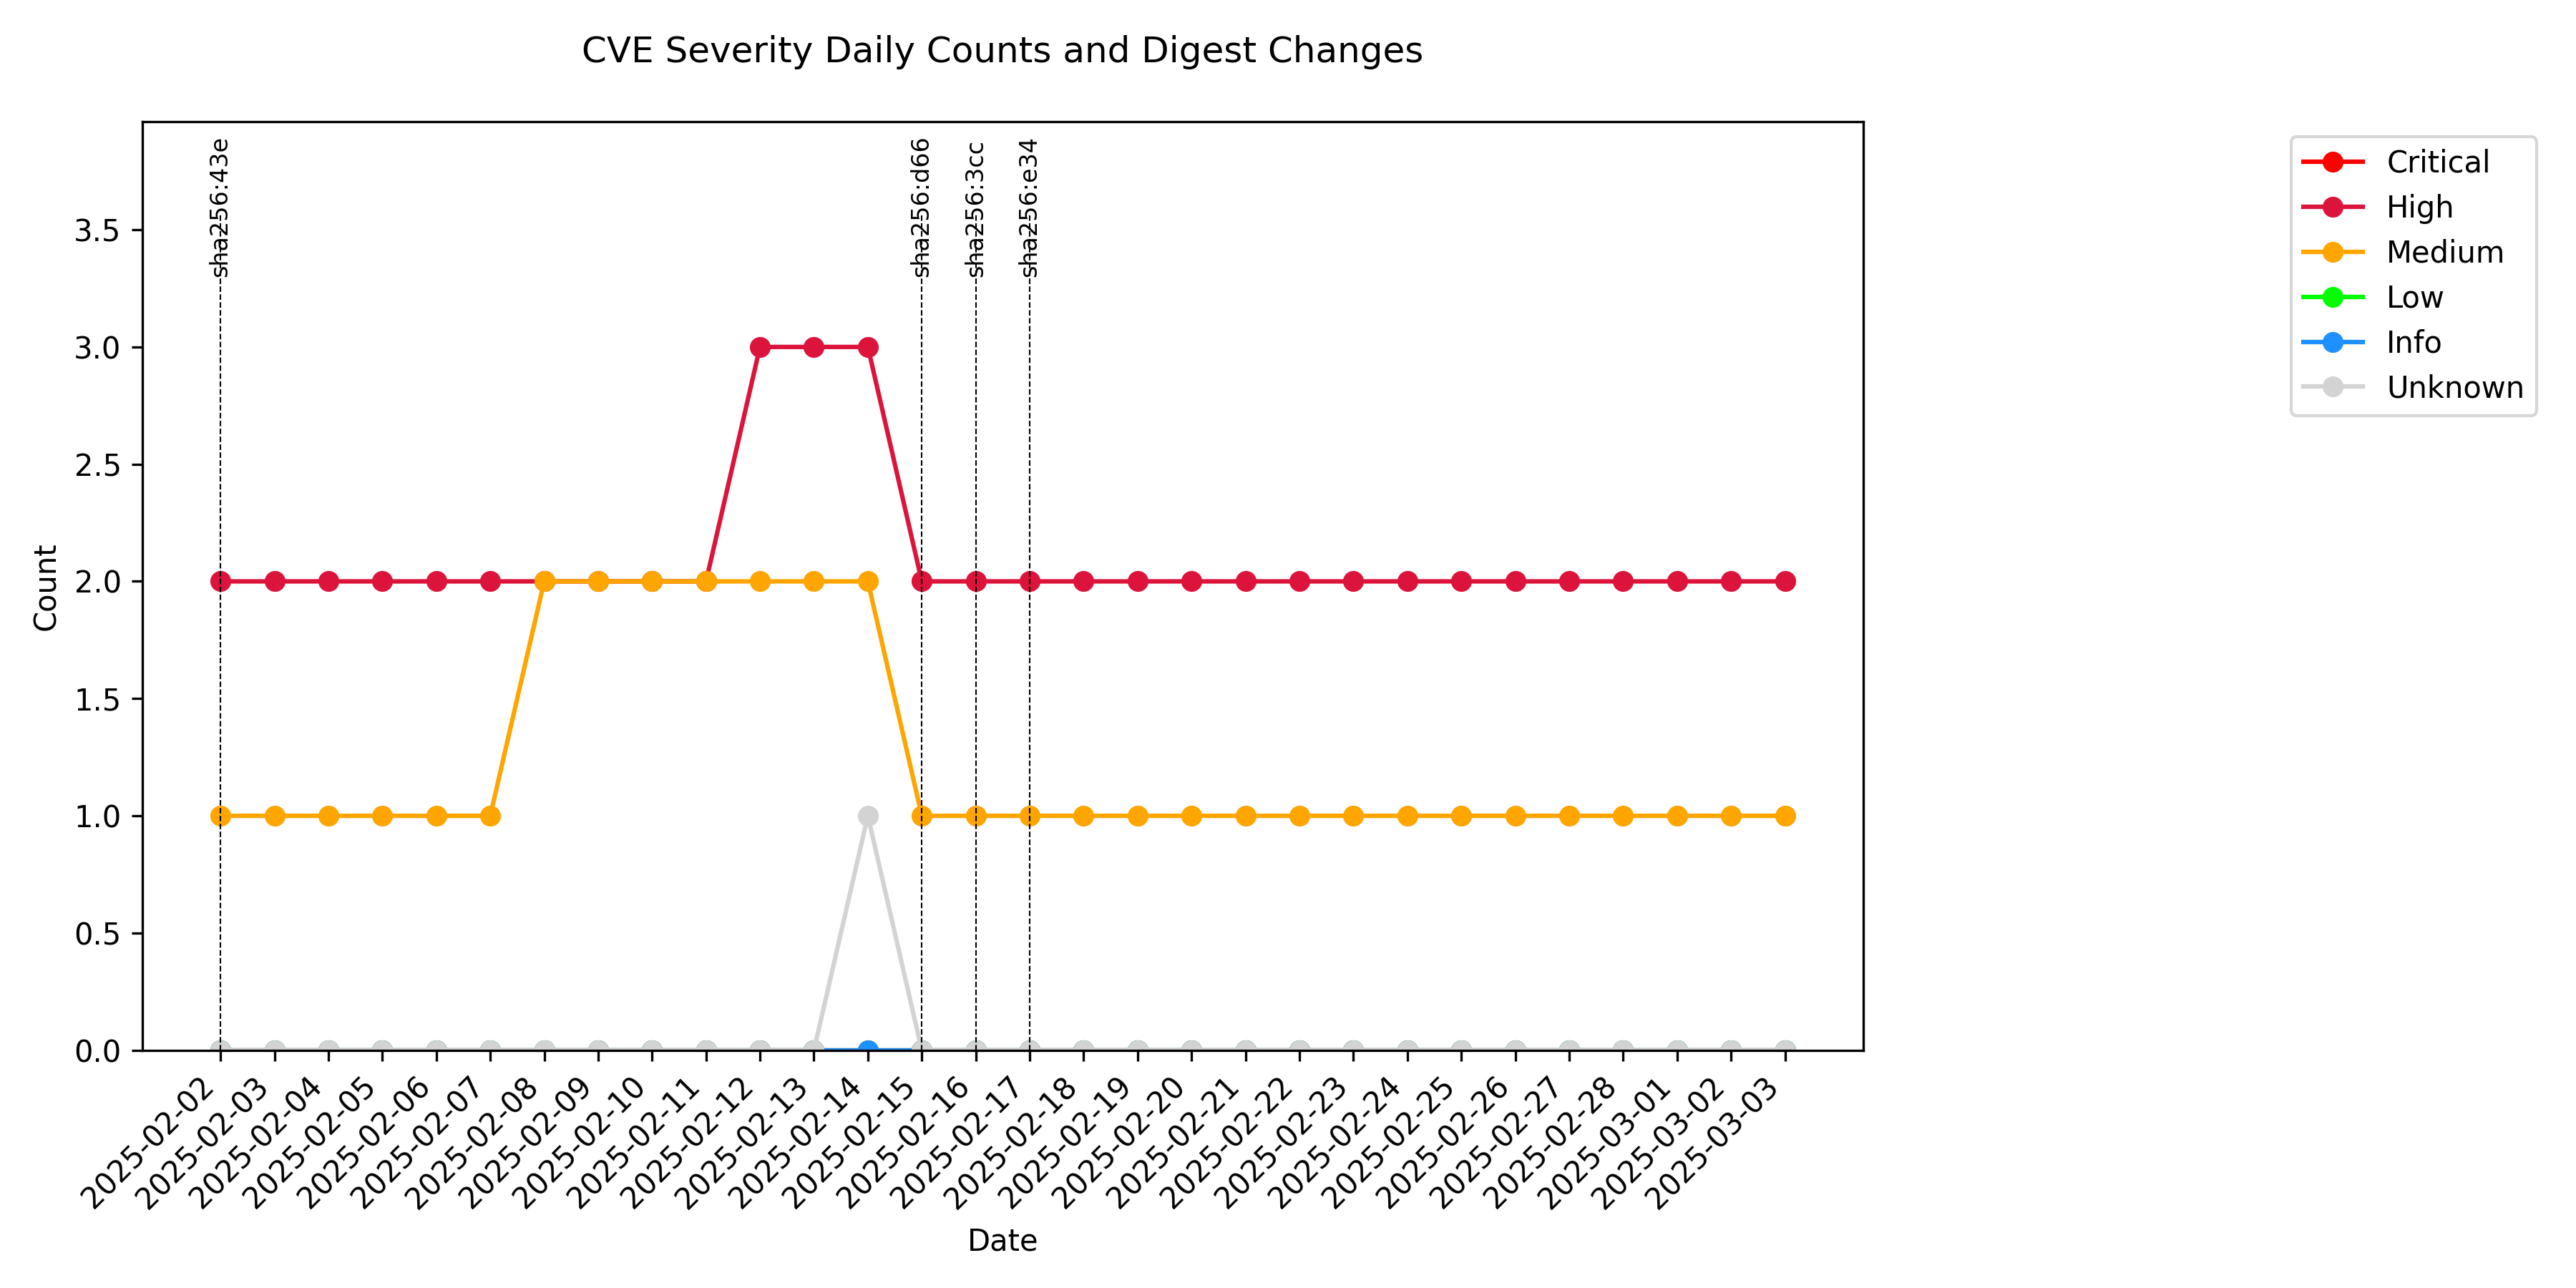 CVE Severity Daily Counts and Digest Changes
sha256:43e
sha256:d66
sha256:3cc
sha256:e34
Critical
High
Medium
Low
Info
Unknown
Count
3.5
3.0
2.5
2.0
1.5
1.0
0.5
0.0
2025-02-02
2025-02-03
2025-02-04
2025-02-05
2025-02-06
2025-02-07
2025-02-08
2025-02-09
2025-02-10
2025-02-11
2025-02-12
2025-02-13
2025-02-14
2025-02-15
2025-02-16
2025-02-17
2025-02-18
2025-02-19
2025-02-20
2025-02-21
2025-02-22
2025-02-23
2025-02-24
2025-02-25
2025-02-26
2025-02-27
2025-02-28
2025-03-01
2025-03-02
2025-03-03
Date